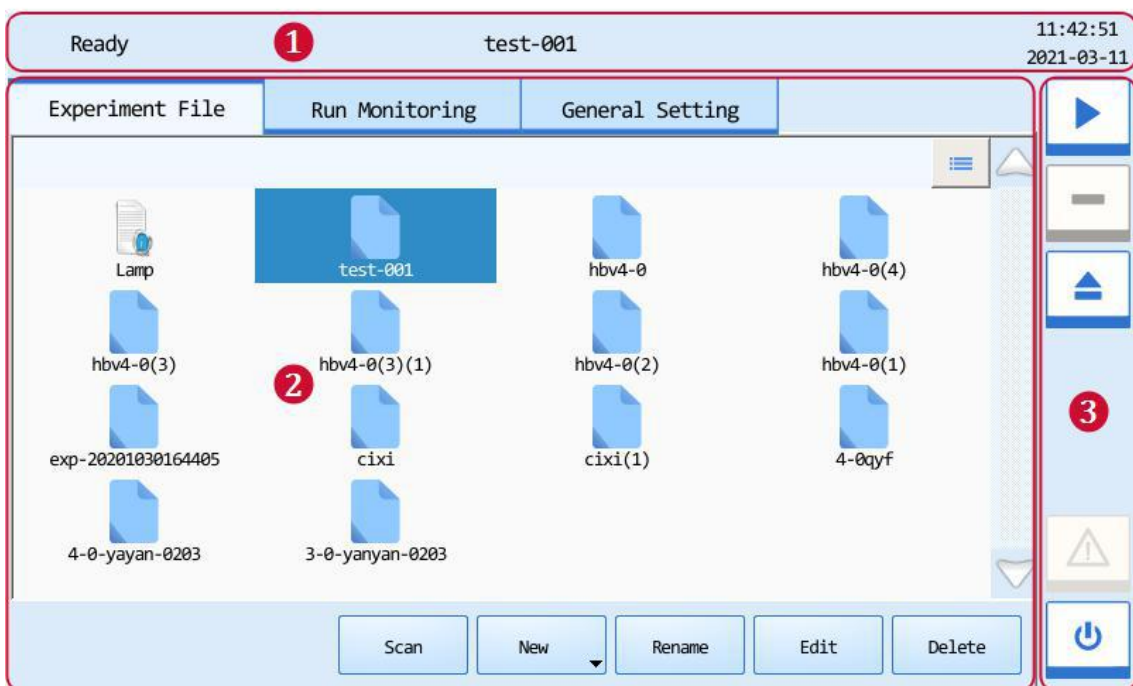 Ready 1 test-001 11:42:51
2021-03-11
Experiment File Run Monitoring General Setting
Lamp test-001 hbv4-0 hbv4-0(4)
hbv4-0(3) hbv4-0(3)(1) hbv4-0(2) hbv4-0(1)
2
3
exp-20201030164405 cixi cixi(1) 4-0qyf
4-0-yayan-0203 3-0-yanyan-0203
Scan New Rename Edit Delete